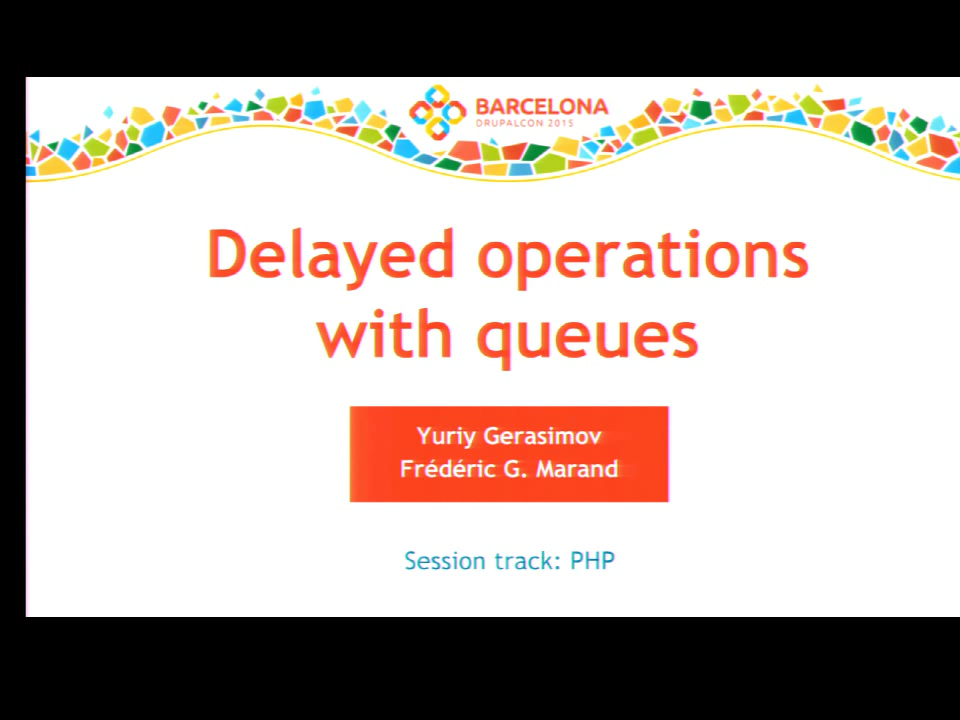 BARCELONA
DRUPALCON 2015
Delayed operations
with queues
Yuriy Gerasimov
Frédéric G. Marand
Session track: PHP